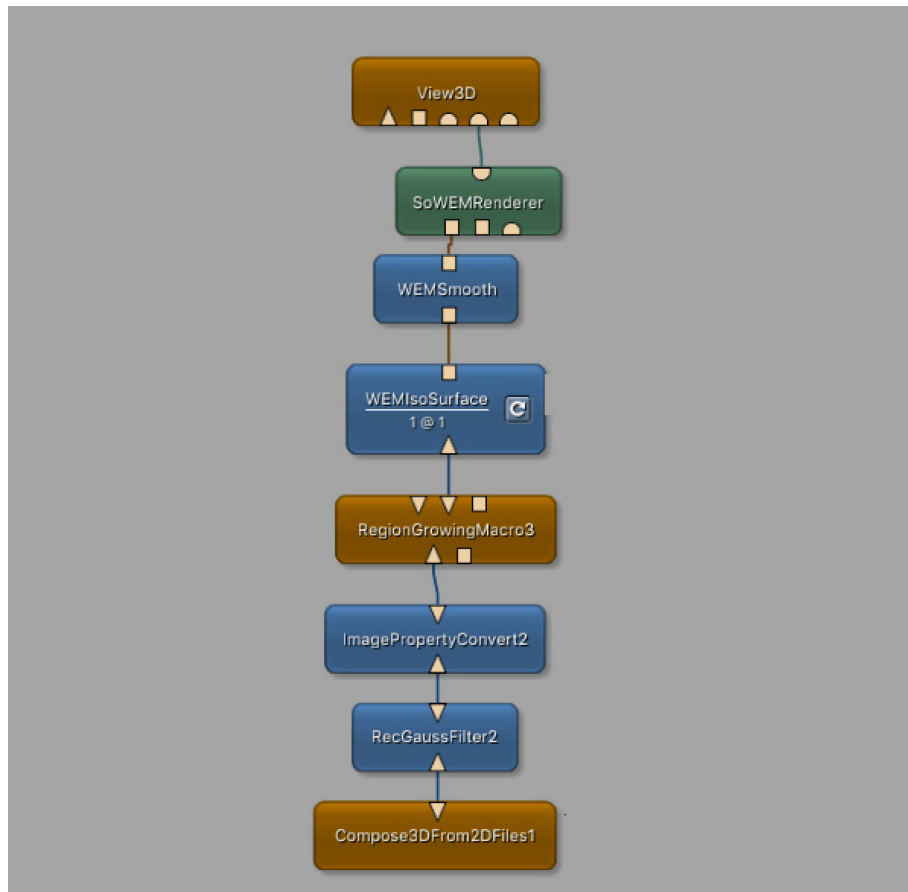 View3D
SoWEMRenderer
WEMSmooth
WEMIsoSurface
1 @ 1
RegionGrowingMacro3
ImagePropertyConvert2
RecGaussFilter2
Compose3DFrom2DFiles1